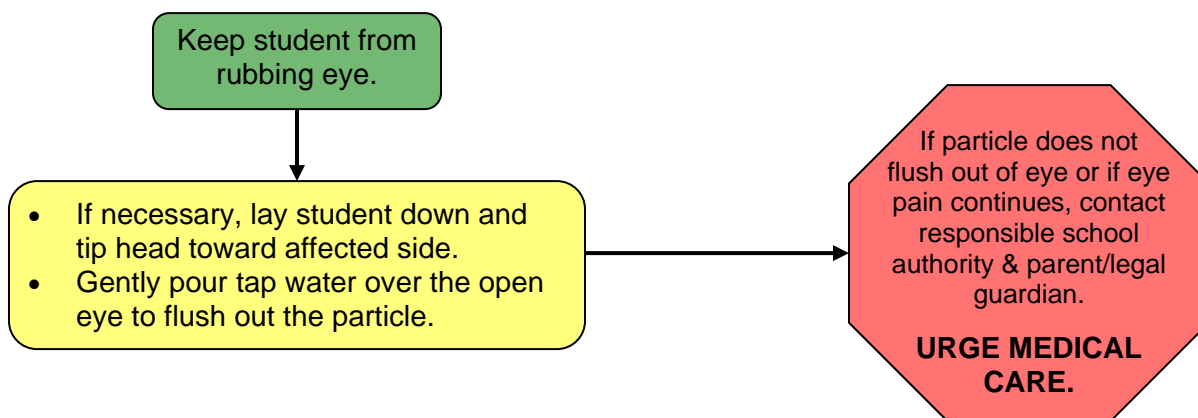 Keep student from
rubbing eye.
• If necessary, lay student down and
tip head toward affected side.
• Gently pour tap water over the open
eye to flush out the particle.
If particle does not
flush out of eye or if eye
pain continues, contact
responsible school
authority & parent/legal
guardian.
URGE MEDICAL
CARE.